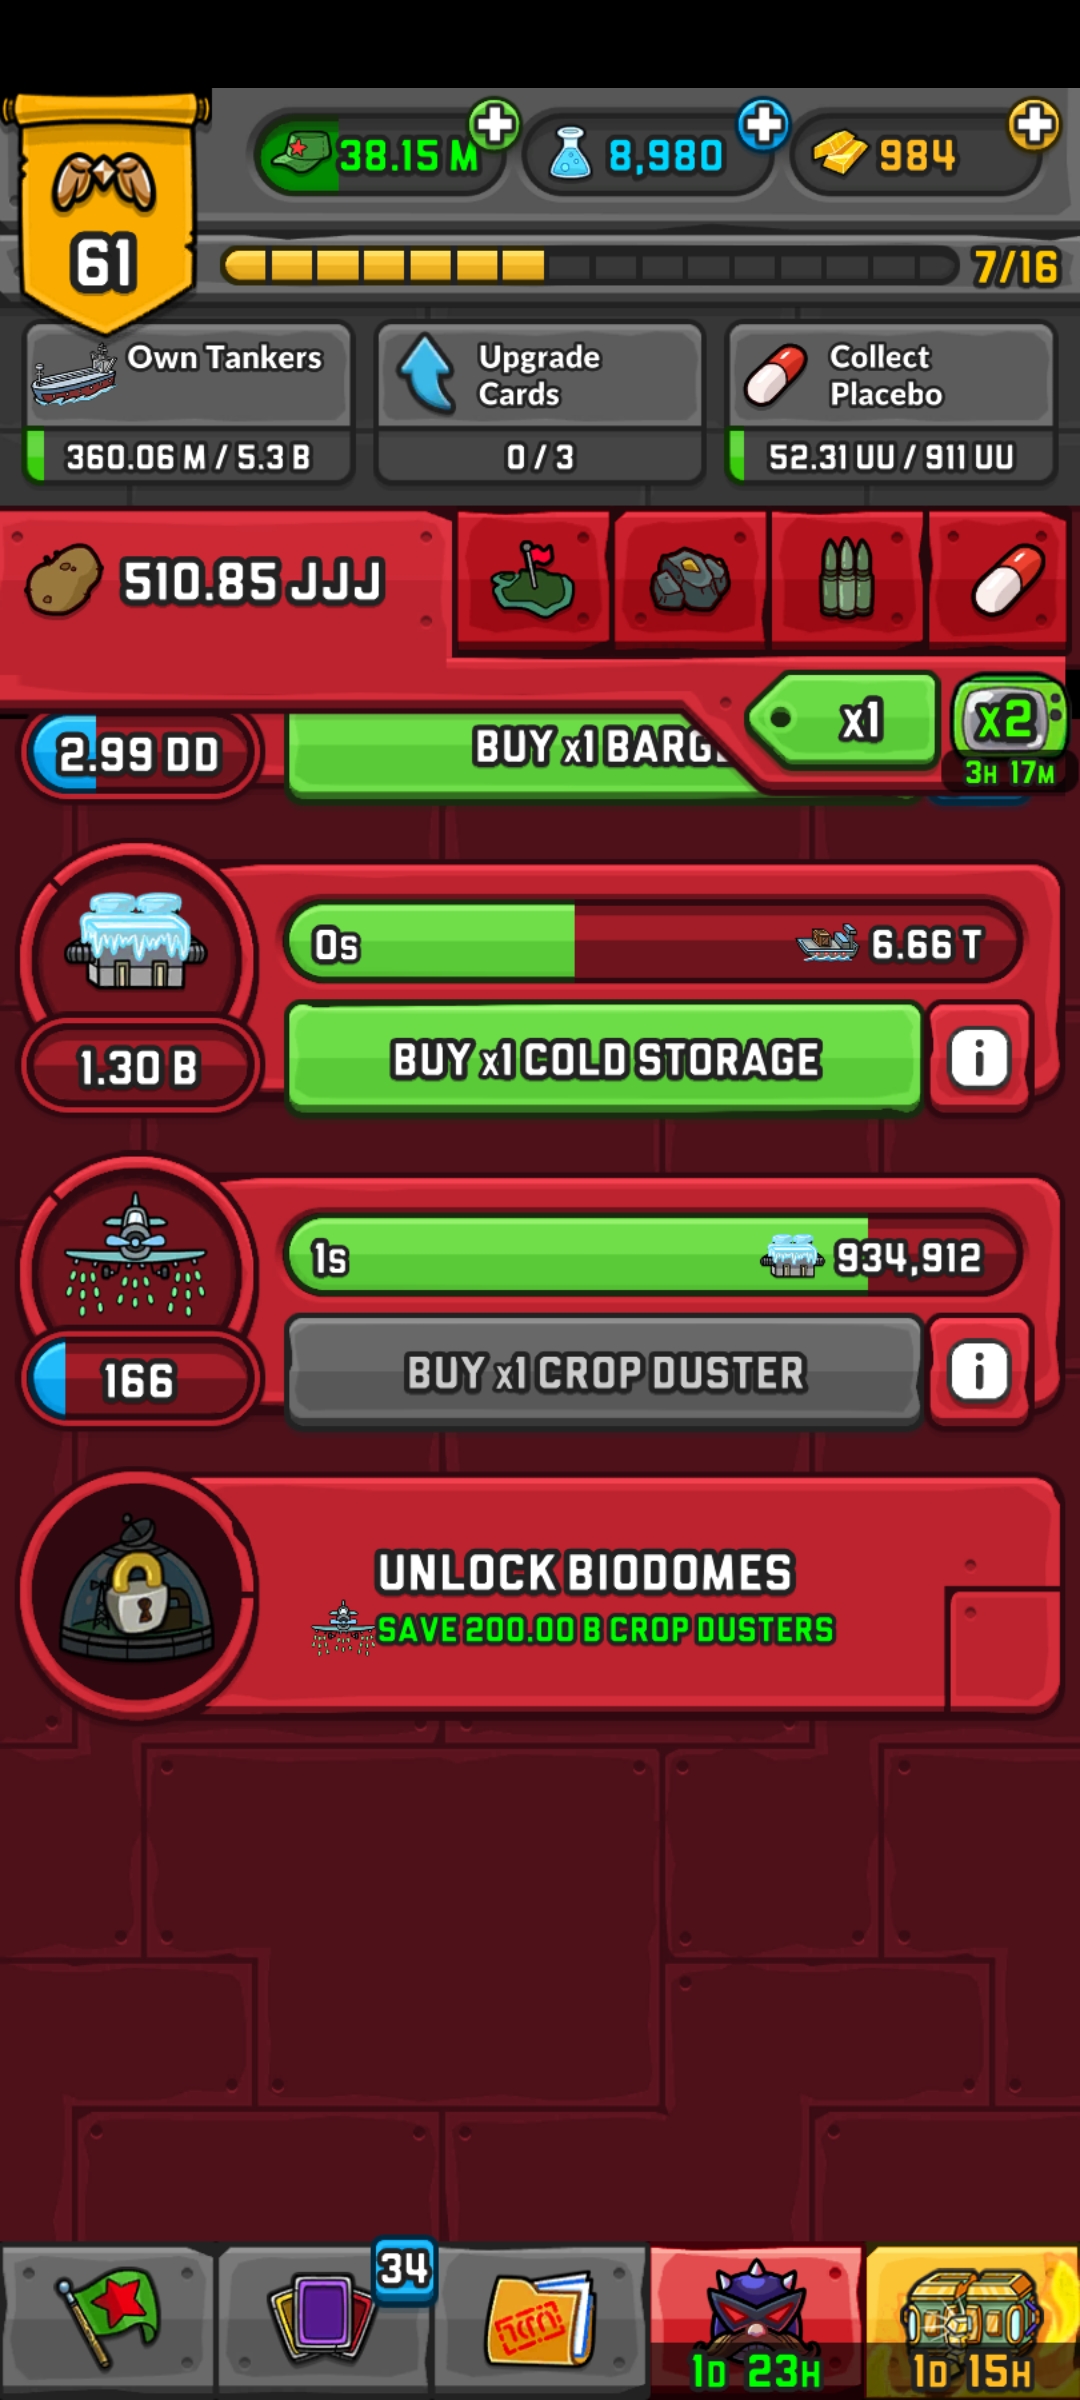 38.15 M
8,980
984
61
7/16
Own Tankers
360.06 M / 5.3 B
Upgrade
Cards
0 / 3
Collect
Placebo
52.31 UU / 911 UU
510.85 JJJ
x1
x2
3H 17M
2.99 DD
BUY x1 BARG
0s
6.66 T
1.30 B
BUY x1 COLD STORAGE
i
1s
934,912
166
BUY x1 CROP DUSTER
i
UNLOCK BIODOMES
SAVE 200.00 B CROP DUSTERS
34
1D 23H
1D 15H